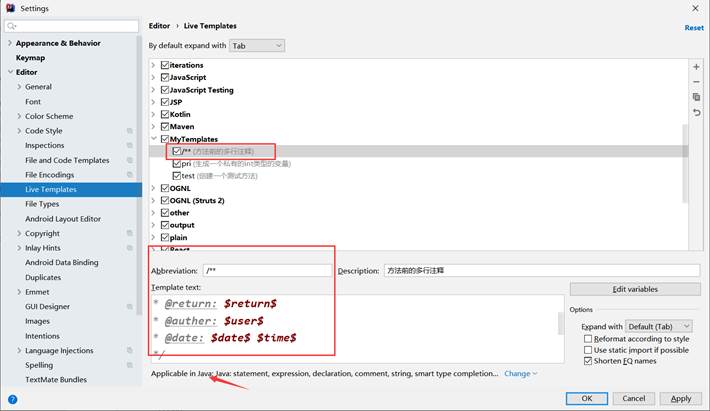 Settings
Appearance & Behavior
Keymap
Editor
General
Font
Color Scheme
Code Style
Inspections
File and Code Templates
File Encodings
Live Templates
File Types
Android Layout Editor
Copyright
Inlay Hints
Android Data Binding
Duplicates
Emmet
GUI Designer
Images
Intentions
Language Injections
Spelling
TextMate Bundles
Editor › Live Templates
Reset
By default expand with Tab
iterations
JavaScript
JavaScript Testing
JSP
Kotlin
Maven
MyTemplates
/** (方法前的多行注释)
pri (生成一个私有的int类型的变量)
test (创建一个测试方法)
OGNL
OGNL (Struts 2)
other
output
plain
React
Abbreviation: /** Description: 方法前的多行注释
Template text:
* @return: $return$
* @auther: $user$
* @date: $date$ $time$
*/
Edit variables
Options
Expand with Default (Tab)
Reformat according to style
Use static import if possible
Shorten FQ names
Applicable in Java; Java: statement, expression, declaration, comment, string, smart type completion... Change
?
OK Cancel Apply